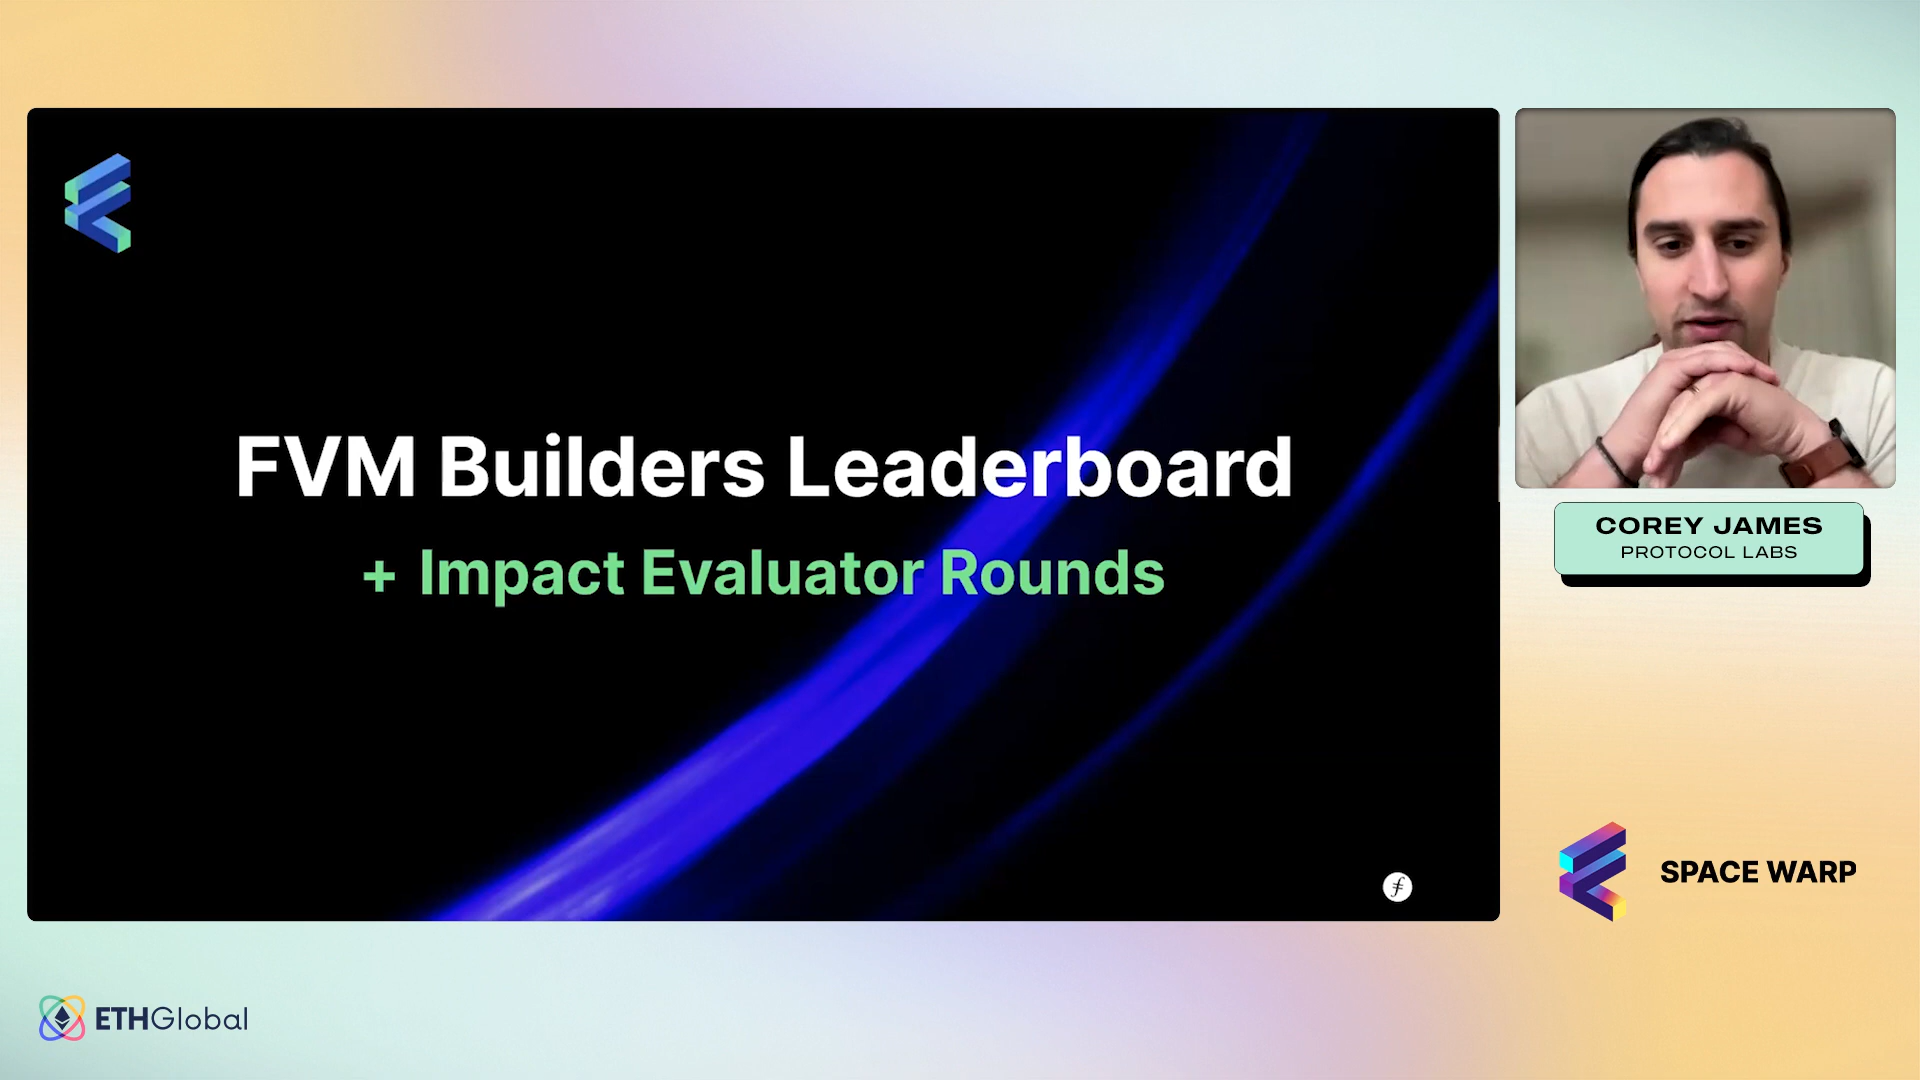 FVM Builders Leaderboard
+ Impact Evaluator Rounds
COREY JAMES
PROTOCOL LABS
SPACE WARP
ETHGlobal